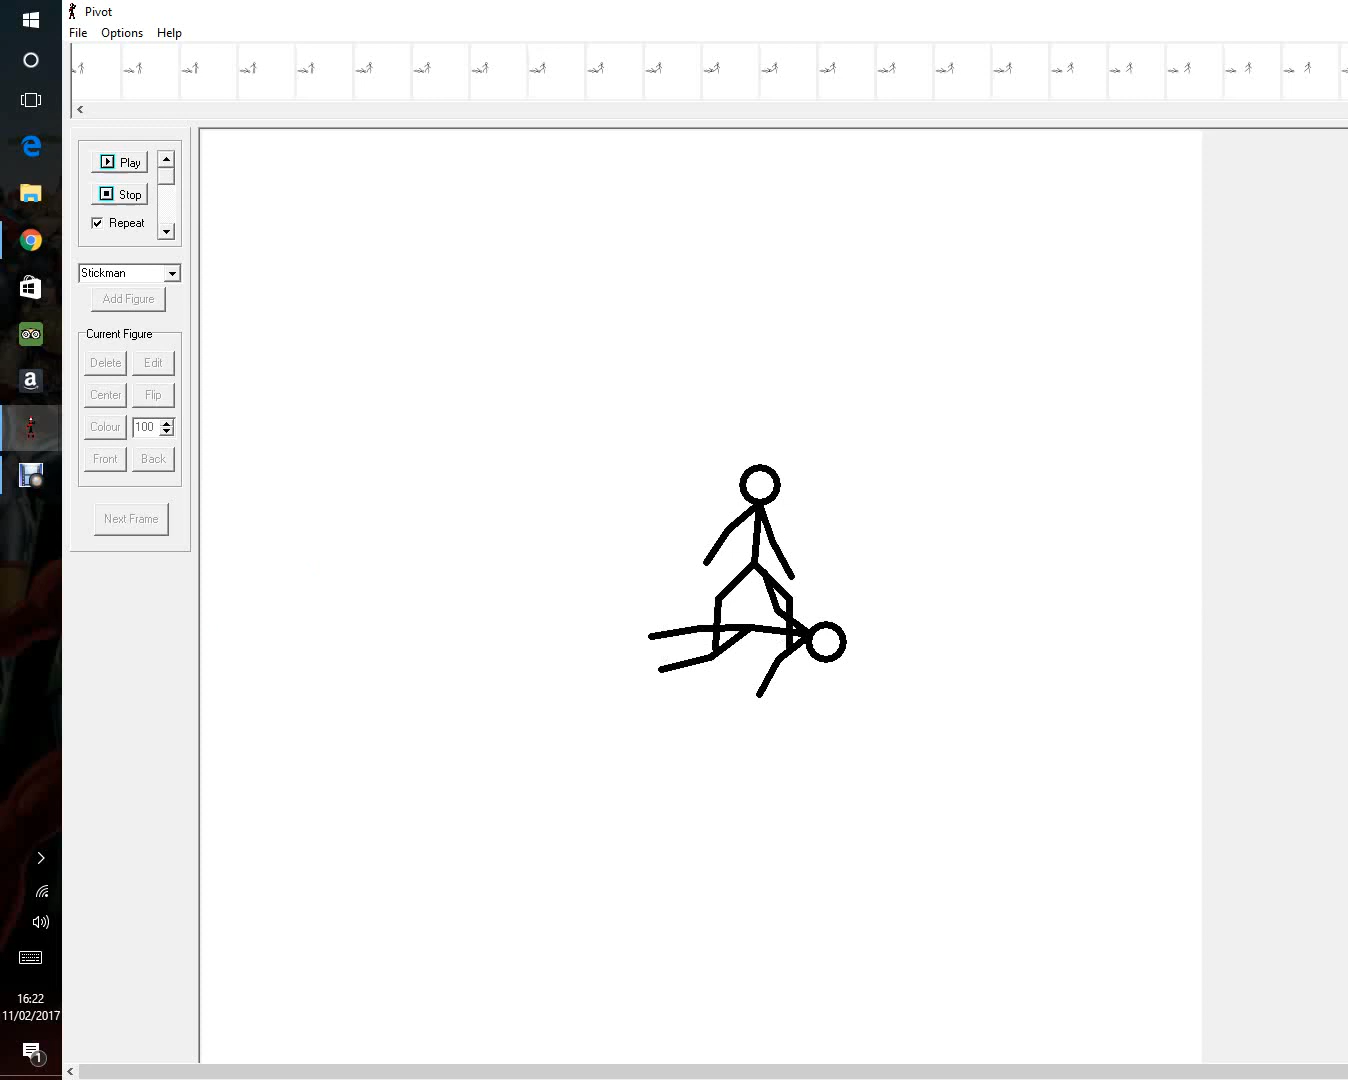 Pivot
File Options Help
Play
Stop
Repeat
Stickman
Add Figure
Current Figure
Delete Edit
Center Flip
Colour 100
Front Back
Next Frame
16:22
11/02/2017
1